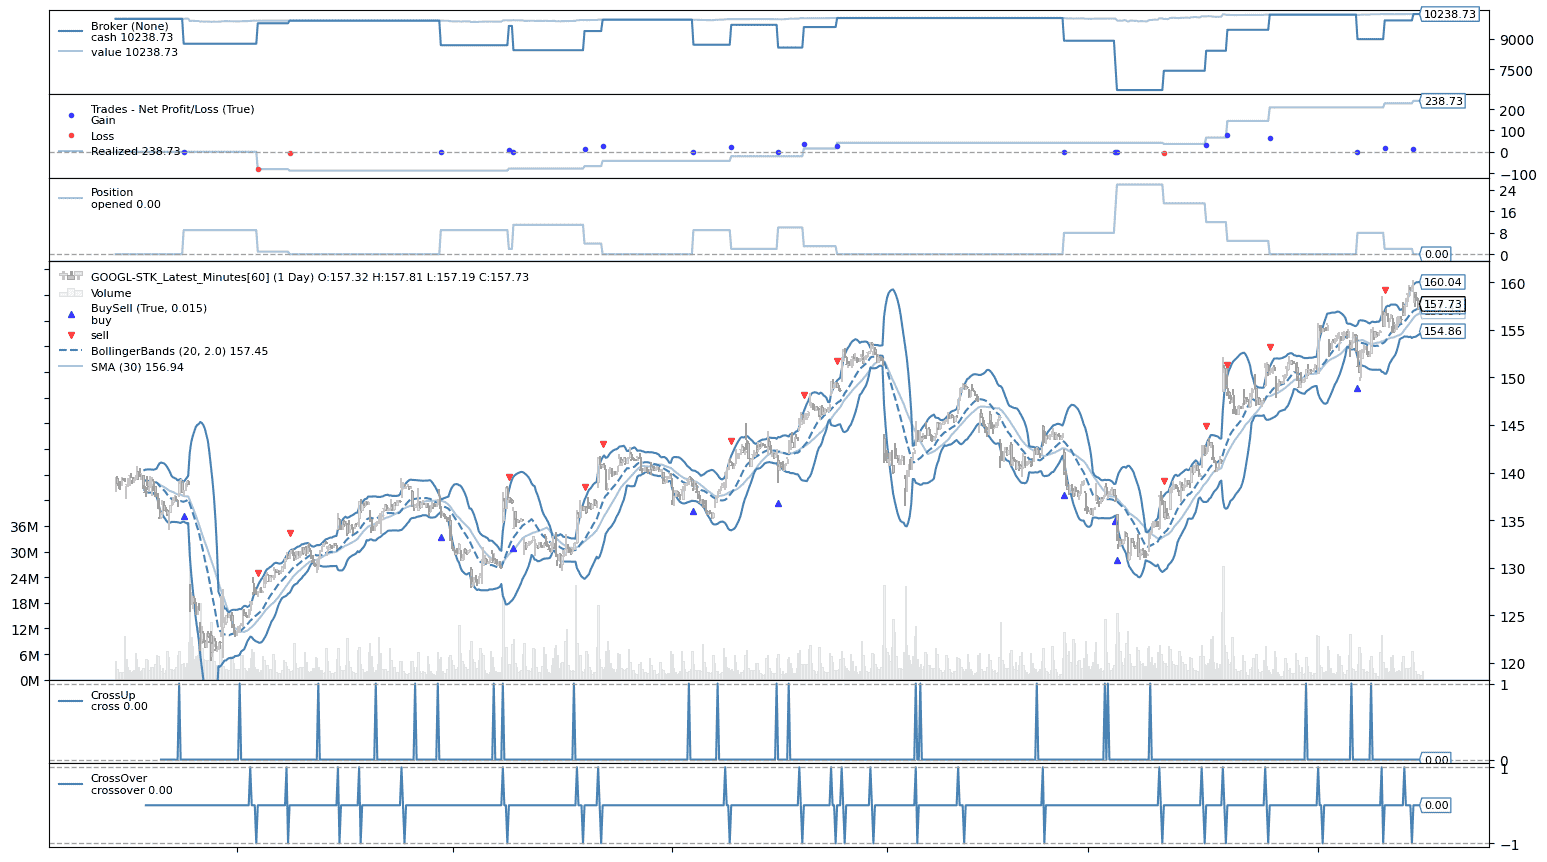 Broker (None)
cash 10238.73
value 10238.73
10238.73
9000
7500
Trades - Net Profit/Loss (True)
Gain
Loss
Realized 238.73
238.73
200
100
0
−100
Position
opened 0.00
24
16
8
0
0.00
GOOGL-STK_Latest_Minutes[60] (1 Day) O:157.32 H:157.81 L:157.19 C:157.73
Volume
BuySell (True, 0.015)
buy
sell
BollingerBands (20, 2.0) 157.45
SMA (30) 156.94
160.04
157.73
154.86
160
155
150
145
140
135
130
125
120
36M
30M
24M
18M
12M
6M
0M
CrossUp
cross 0.00
1
0
0.00
CrossOver
crossover 0.00
1
0.00
−1